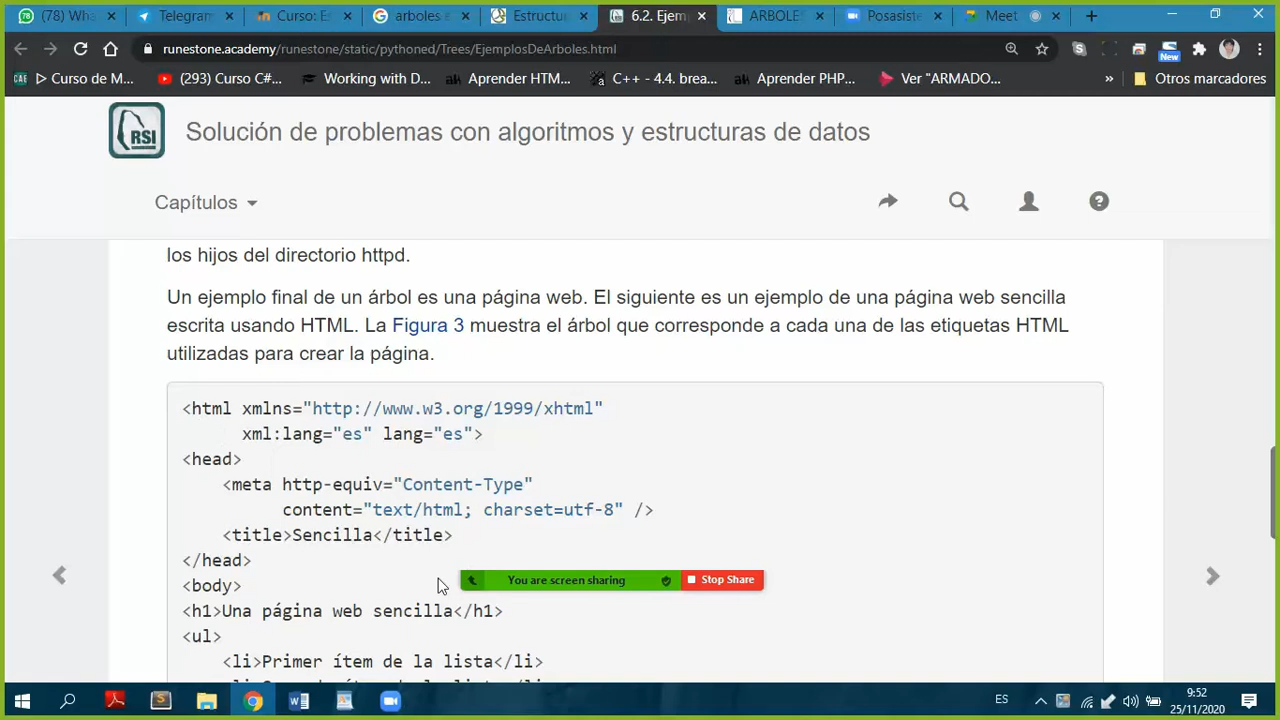 (78) Wha
Telegram
Curso: Es
arboles e
Estructur
6.2. Ejem
ARBOLES
Posasiste
Meet
runestone.academy/runestone/static/pythoned/Trees/EjemplosDeArboles.html
New
Curso de M...
(293) Curso C#...
Working with D...
Aprender HTM...
C++ - 4.4. brea...
Aprender PHP...
Ver "ARMADO...
»
Otros marcadores
RSI
Solución de problemas con algoritmos y estructuras de datos
Capítulos
los hijos del directorio httpd.
Un ejemplo final de un árbol es una página web. El siguiente es un ejemplo de una página web sencilla
escrita usando HTML. La Figura 3 muestra el árbol que corresponde a cada una de las etiquetas HTML
utilizadas para crear la página.
<html xmlns="http://www.w3.org/1999/xhtml"
xml:lang="es" lang="es">
<head>
<meta http-equiv="Content-Type"
content="text/html; charset=utf-8" />
<title>Sencilla</title>
</head>
<body>
You are screen sharing
Stop Share
<h1>Una página web sencilla</h1>
<ul>
<li>Primer ítem de la lista</li>
ES
9:52
25/11/2020